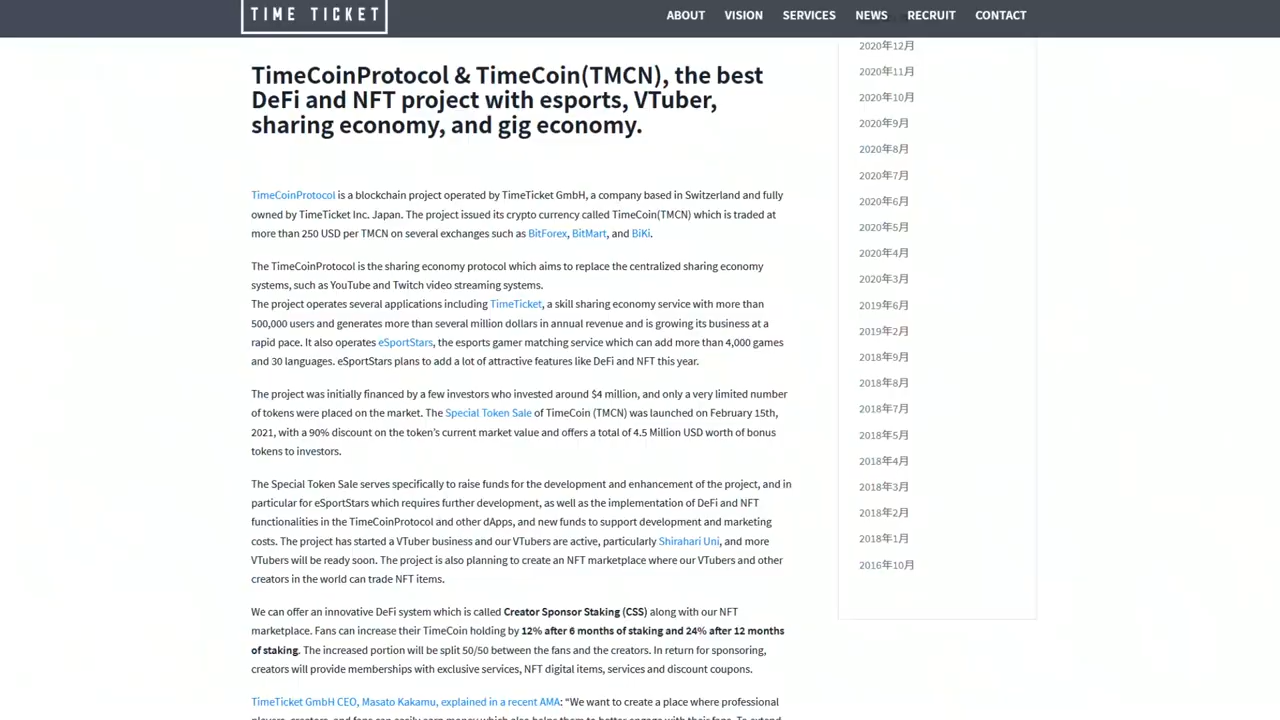 TIME TICKET
ABOUT VISION SERVICES NEWS RECRUIT CONTACT
TimeCoinProtocol & TimeCoin(TMCN), the best
DeFi and NFT project with esports, VTuber,
sharing economy, and gig economy.
TimeCoinProtocol is a blockchain project operated by TimeTicket GmbH, a company based in Switzerland and fully
owned by TimeTicket Inc. Japan. The project issued its crypto currency called TimeCoin(TMCN) which is traded at
more than 250 USD per TMCN on several exchanges such as BitForex, BitMart, and BiKi.
The TimeCoinProtocol is the sharing economy protocol which aims to replace the centralized sharing economy
systems, such as YouTube and Twitch video streaming systems.
The project operates several applications including TimeTicket, a skill sharing economy service with more than
500,000 users and generates more than several million dollars in annual revenue and is growing its business at a
rapid pace. It also operates eSportStars, the esports gamer matching service which can add more than 4,000 games
and 30 languages. eSportStars plans to add a lot of attractive features like DeFi and NFT this year.
The project was initially financed by a few investors who invested around $4 million, and only a very limited number
of tokens were placed on the market. The Special Token Sale of TimeCoin (TMCN) was launched on February 15th,
2021, with a 90% discount on the token's current market value and offers a total of 4.5 Million USD worth of bonus
tokens to investors.
The Special Token Sale serves specifically to raise funds for the development and enhancement of the project, and in
particular for eSportStars which requires further development, as well as the implementation of DeFi and NFT
functionalities in the TimeCoinProtocol and other dApps, and new funds to support development and marketing
costs. The project has started a VTuber business and our VTubers are active, particularly Shirahari Uni, and more
VTubers will be ready soon. The project is also planning to create an NFT marketplace where our VTubers and other
creators in the world can trade NFT items.
We can offer an innovative DeFi system which is called Creator Sponsor Staking (CSS) along with our NFT
marketplace. Fans can increase their TimeCoin holding by 12% after 6 months of staking and 24% after 12 months
of staking. The increased portion will be split 50/50 between the fans and the creators. In return for sponsoring,
creators will provide memberships with exclusive services, NFT digital items, services and discount coupons.
TimeTicket GmbH CEO, Masato Kakamu, explained in a recent AMA: “We want to create a place where professional
players, creators, and fans can easily earn money which also helps them to better engage with their fans. To extend
2020年12月
2020年11月
2020年10月
2020年9月
2020年8月
2020年7月
2020年6月
2020年5月
2020年4月
2020年3月
2019年6月
2019年2月
2018年9月
2018年8月
2018年7月
2018年5月
2018年4月
2018年3月
2018年2月
2018年1月
2016年10月